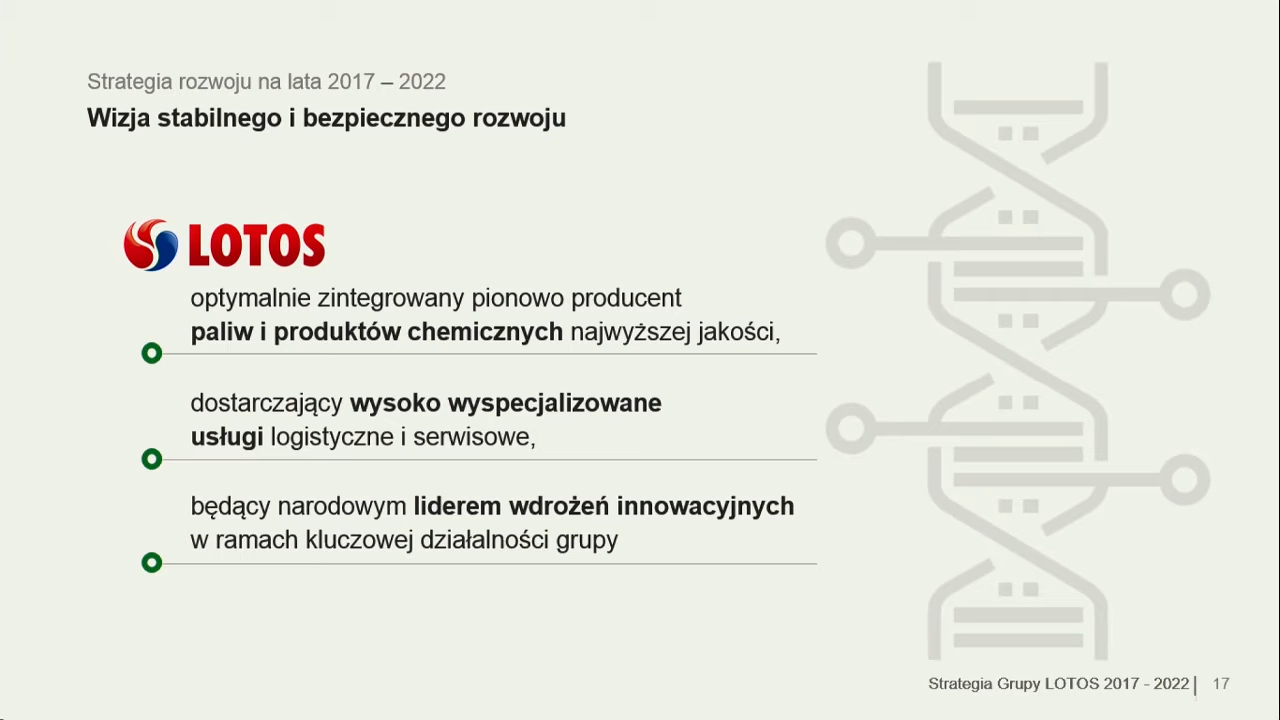 Strategia rozwoju na lata 2017 – 2022
Wizja stabilnego i bezpiecznego rozwoju
LOTOS
optymalnie zintegrowany pionowo producent
paliw i produktów chemicznych najwyższej jakości,
dostarczający wysoko wyspecjalizowane
usługi logistyczne i serwisowe,
będący narodowym liderem wdrożeń innowacyjnych
w ramach kluczowej działalności grupy
Strategia Grupy LOTOS 2017 - 2022 | 17